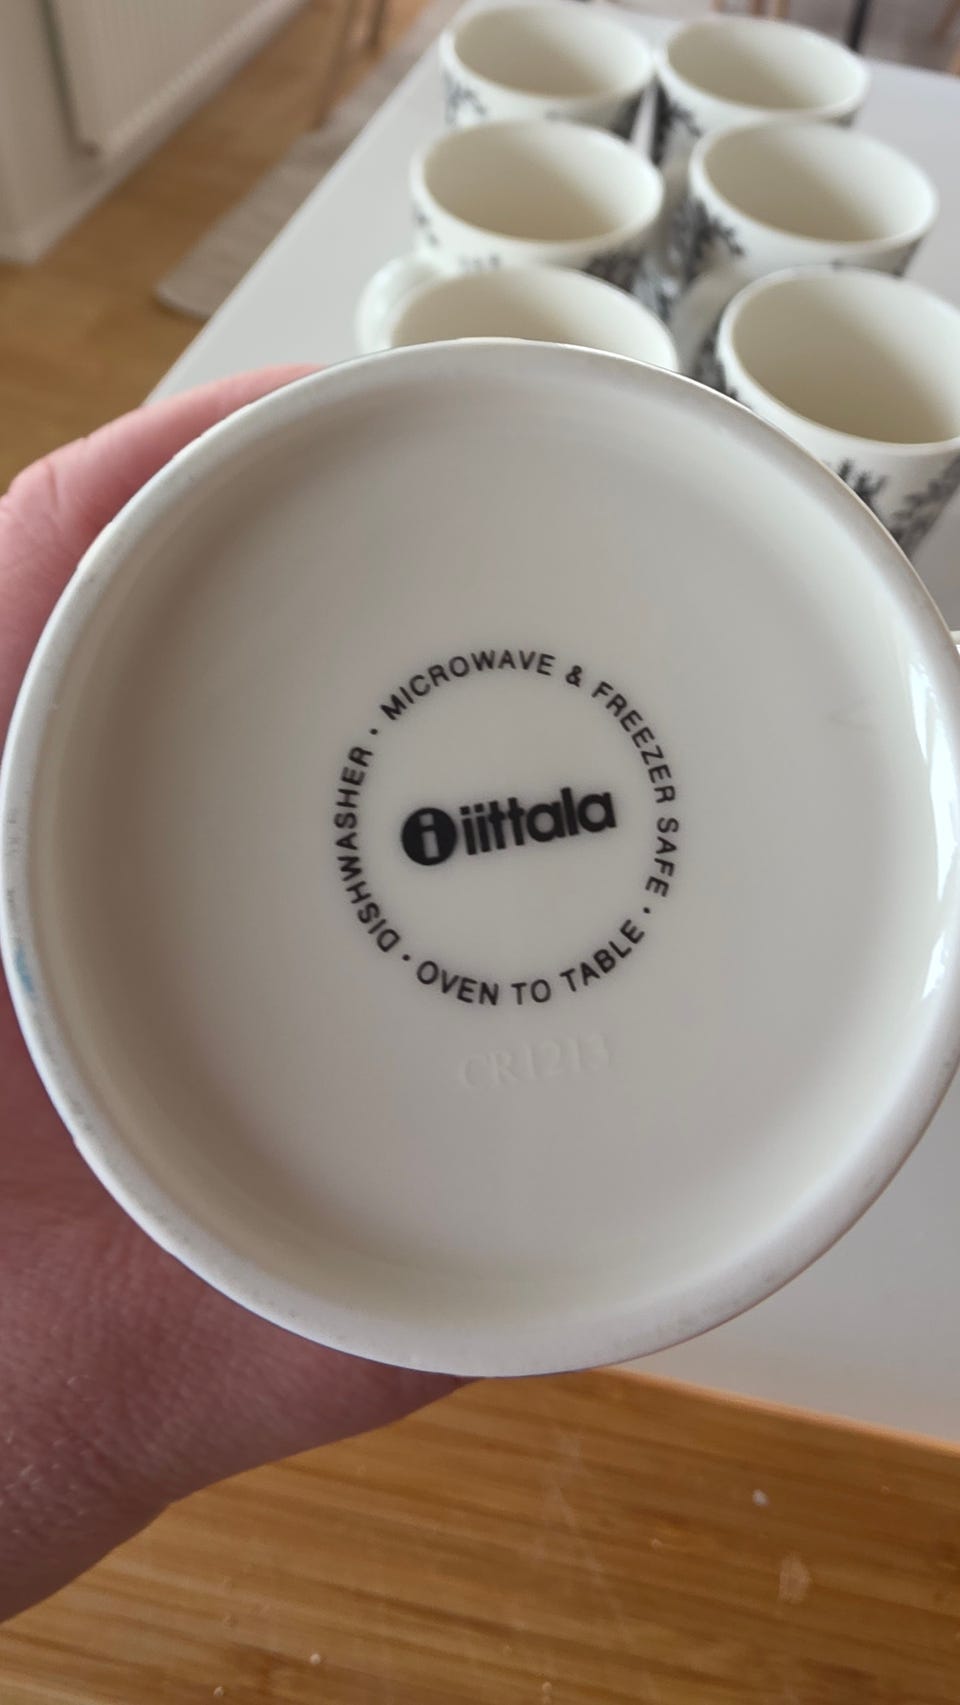 MICROWAVE & FREEZER SAFE • OVEN TO TABLE • DISHWASHER •
i iittala
CR1213